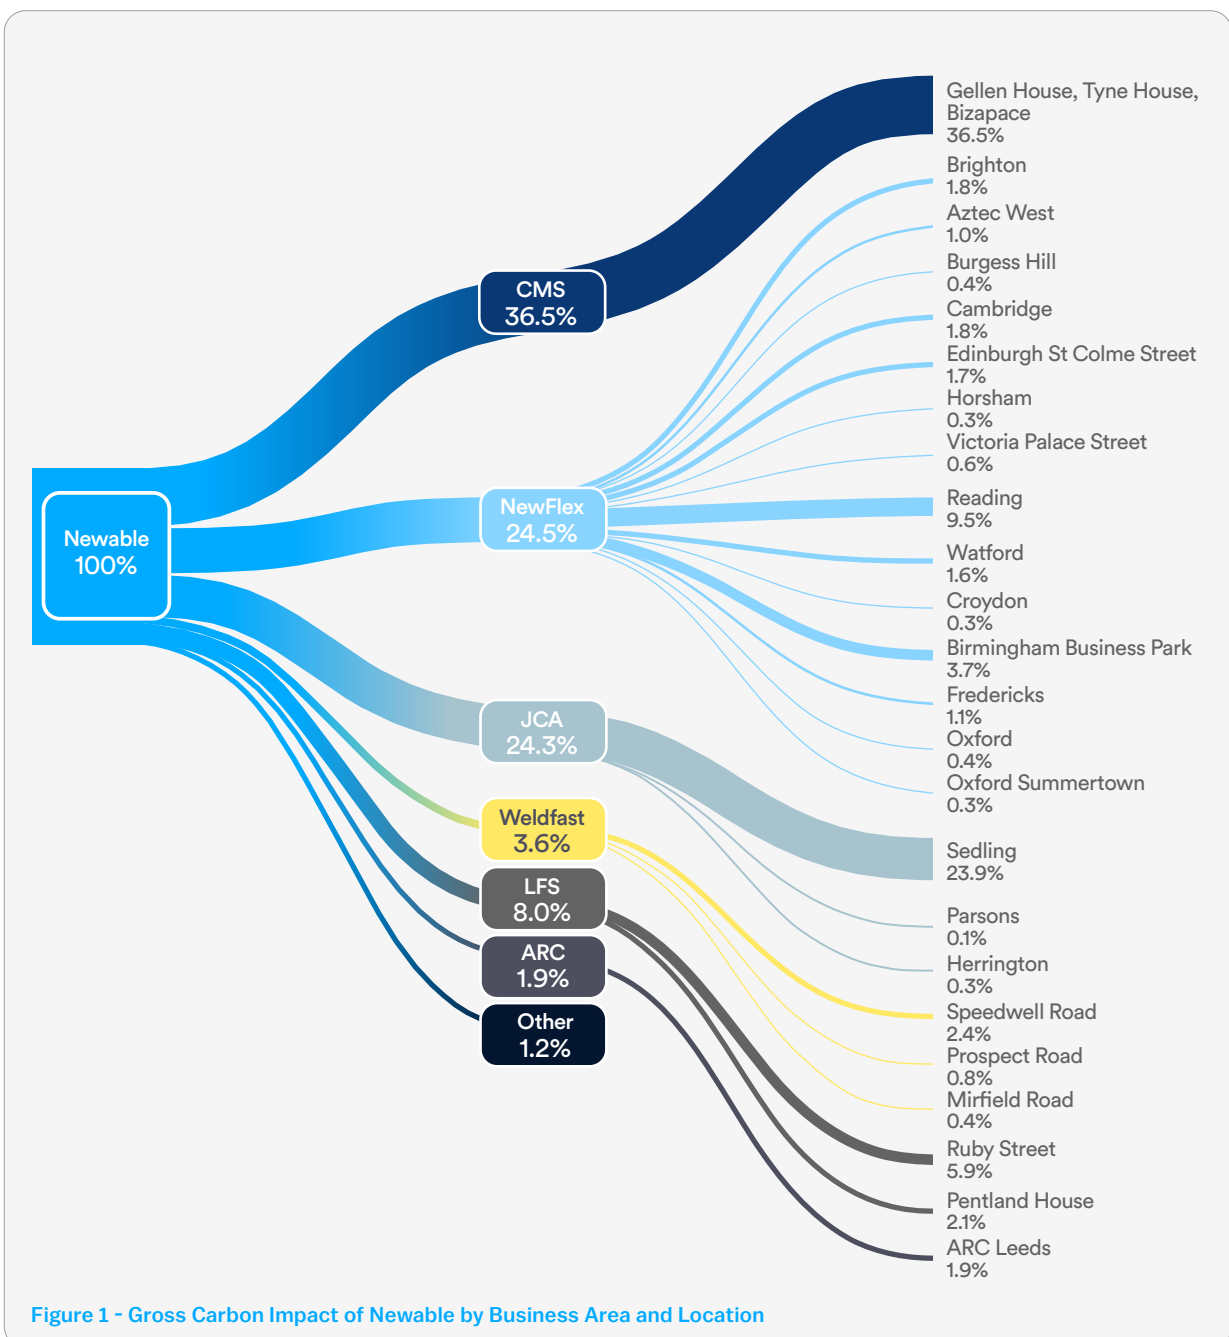 Newable
100%
CMS
36.5%
NewFlex
24.5%
JCA
24.3%
Weldfast
3.6%
LFS
8.0%
ARC
1.9%
Other
1.2%
Gellen House, Tyne House,
Bizapace
36.5%
Brighton
1.8%
Aztec West
1.0%
Burgess Hill
0.4%
Cambridge
1.8%
Edinburgh St Colme Street
1.7%
Horsham
0.3%
Victoria Palace Street
0.6%
Reading
9.5%
Watford
1.6%
Croydon
0.3%
Birmingham Business Park
3.7%
Fredericks
1.1%
Oxford
0.4%
Oxford Summertown
0.3%
Sedling
23.9%
Parsons
0.1%
Herrington
0.3%
Speedwell Road
2.4%
Prospect Road
0.8%
Mirfield Road
0.4%
Ruby Street
5.9%
Pentland House
2.1%
ARC Leeds
1.9%
Figure 1 - Gross Carbon Impact of Newable by Business Area and Location